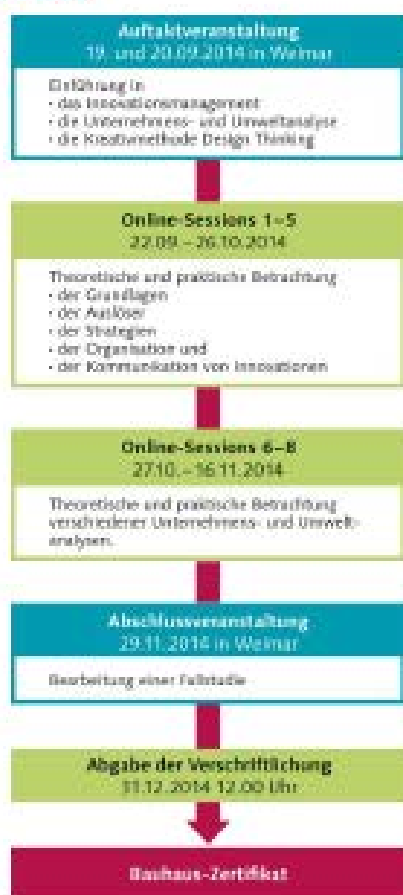 Auftaktveranstaltung
19. und 20.09.2014 in Weimar
Einführung in
• das Innovationsmanagement
• die Unternehmens- und Umweltanalyse
• die Kreativmethode Design Thinking
Online-Sessions 1–5
22.09. – 26.10.2014
Theoretische und praktische Betrachtung
• der Grundlagen
• der Auslöser
• der Strategien
• der Organisation und
• der Kommunikation von Innovationen
Online-Sessions 6–8
27.10. – 16.11.2014
Theoretische und praktische Betrachtung
verschiedener Unternehmens- und Umwelt-
analysen.
Abschlussveranstaltung
29.11.2014 in Weimar
Bearbeitung einer Fallstudie
Abgabe der Verschriftlichung
11.12.2014 12.00 Uhr
Bauhaus-Zertifikat